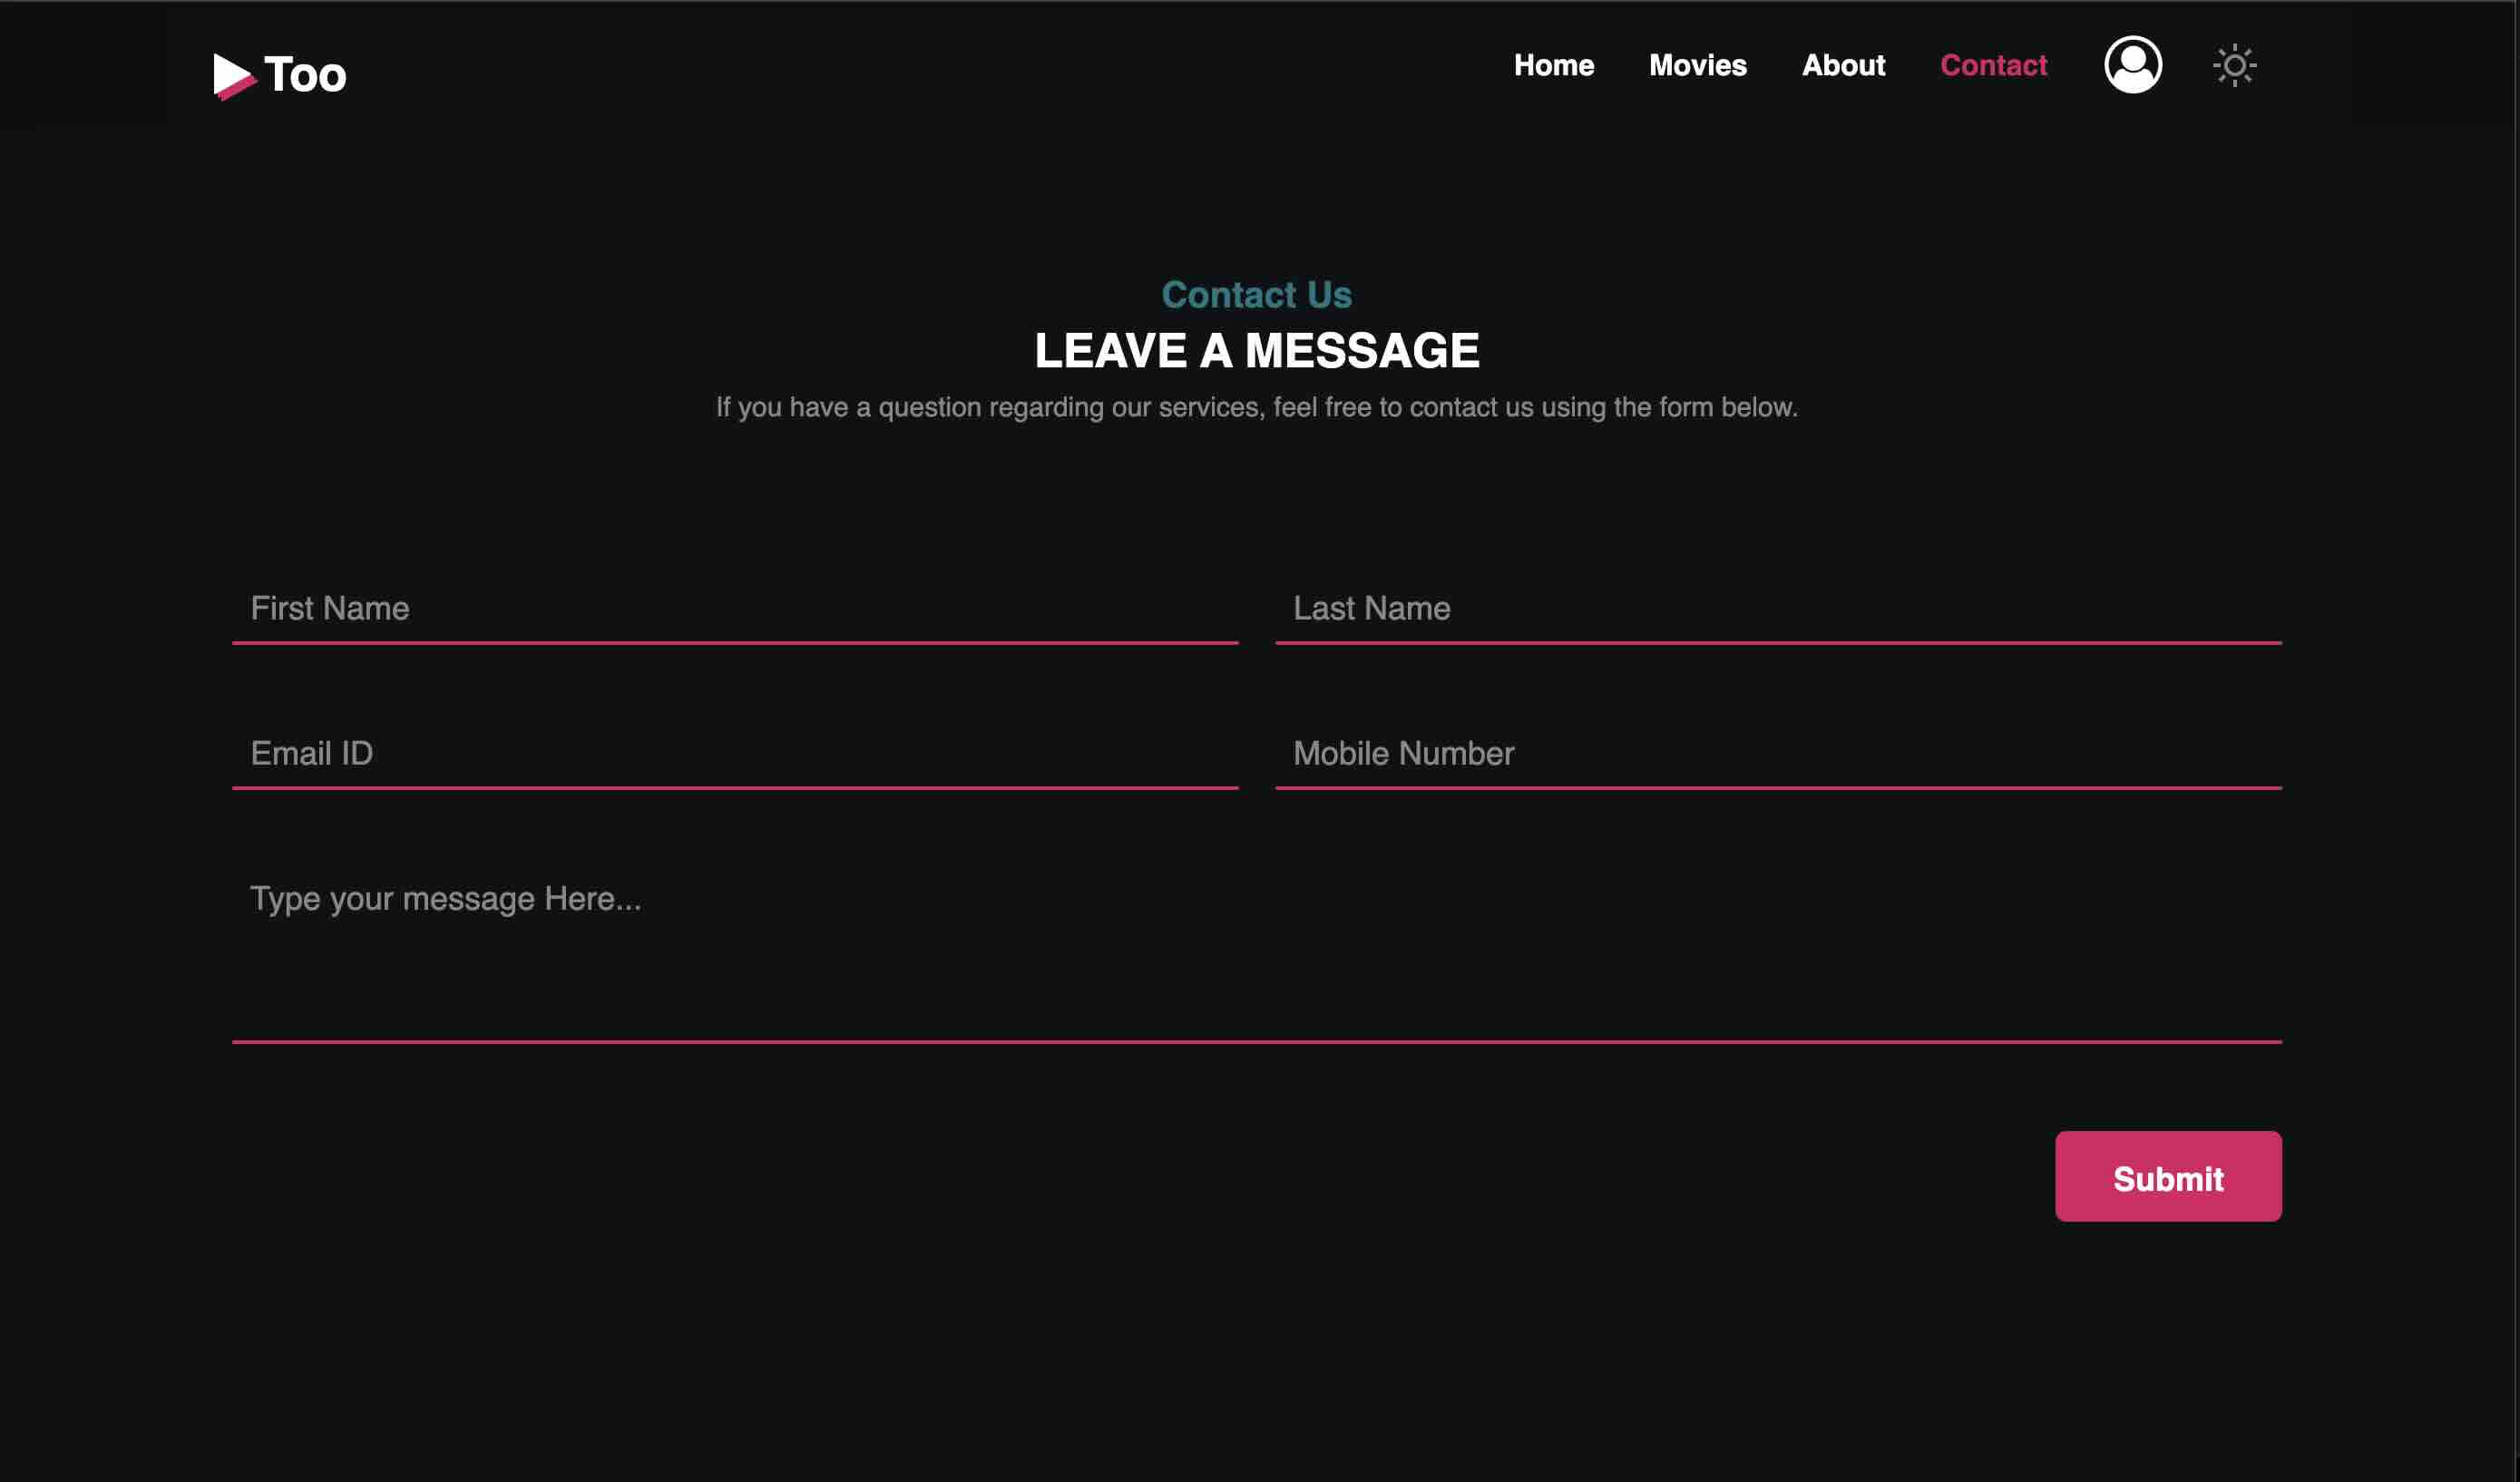 Too
Home Movies About Contact
Contact Us
LEAVE A MESSAGE
If you have a question regarding our services, feel free to contact us using the form below.
First Name Last Name
Email ID Mobile Number
Type your message Here...
Submit